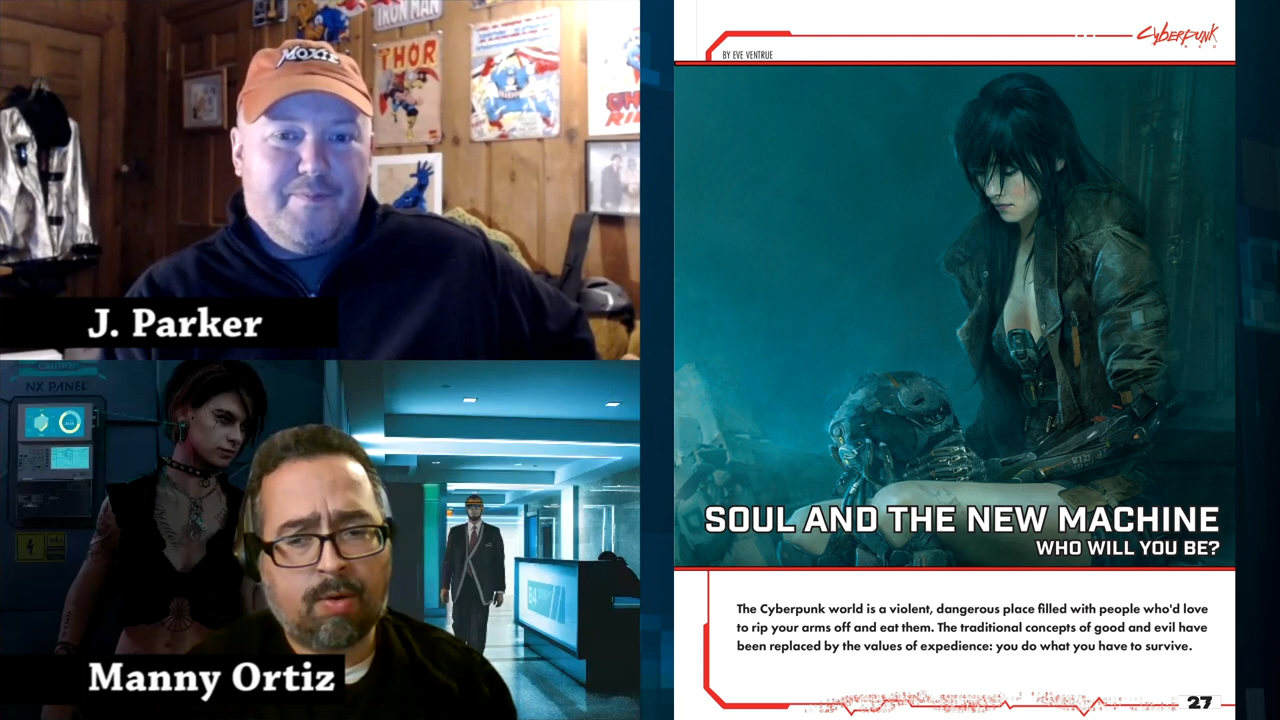 IRON MAN
MOXIE
THOR
J. Parker
NX PANEL
Manny Ortiz
BY EVE VENTRUE
Cyberpunk
RED
SOUL AND THE NEW MACHINE
WHO WILL YOU BE?
The Cyberpunk world is a violent, dangerous place filled with people who'd love
to rip your arms off and eat them. The traditional concepts of good and evil have
been replaced by the values of expedience: you do what you have to survive.
27